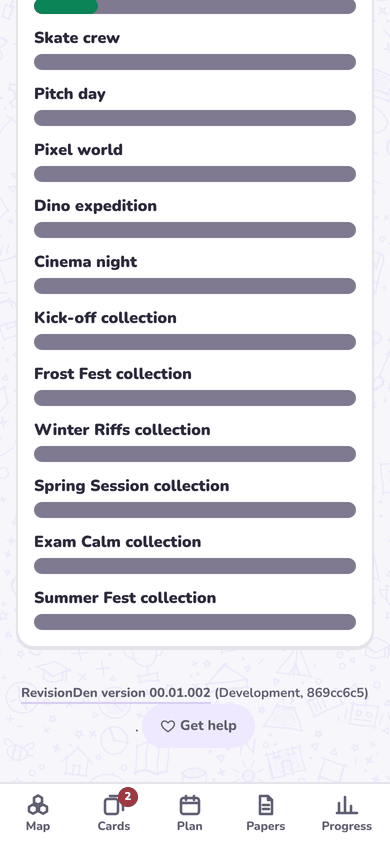 Skate crew
Pitch day
Pixel world
Dino expedition
Cinema night
Kick-off collection
Frost Fest collection
Winter Riffs collection
Spring Session collection
Exam Calm collection
Summer Fest collection
RevisionDen version 00.01.002 (Development, 869cc6c5)
· Get help
2
Map Cards Plan Papers Progress